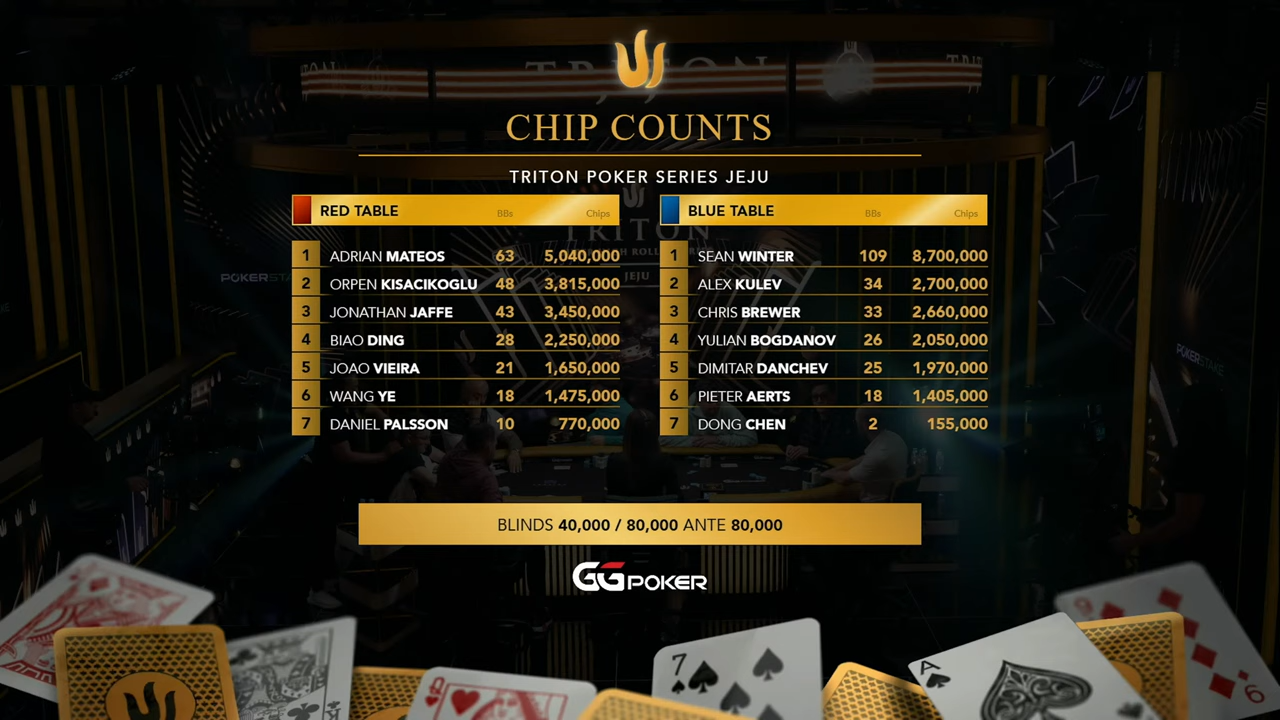 CHIP COUNTS
TRITON POKER SERIES JEJU
RED TABLE BBs Chips
1 ADRIAN MATEOS 63 5,040,000
2 ORPEN KISACIKOGLU 48 3,815,000
3 JONATHAN JAFFE 43 3,450,000
4 BIAO DING 28 2,250,000
5 JOAO VIEIRA 21 1,650,000
6 WANG YE 18 1,475,000
7 DANIEL PALSSON 10 770,000
BLUE TABLE BBs Chips
1 SEAN WINTER 109 8,700,000
2 ALEX KULEV 34 2,700,000
3 CHRIS BREWER 33 2,660,000
4 YULIAN BOGDANOV 26 2,050,000
5 DIMITAR DANCHEV 25 1,970,000
6 PIETER AERTS 18 1,405,000
7 DONG CHEN 2 155,000
TRITON
JEJU
BLINDS 40,000 / 80,000 ANTE 80,000
GGPOKER
7
A
9